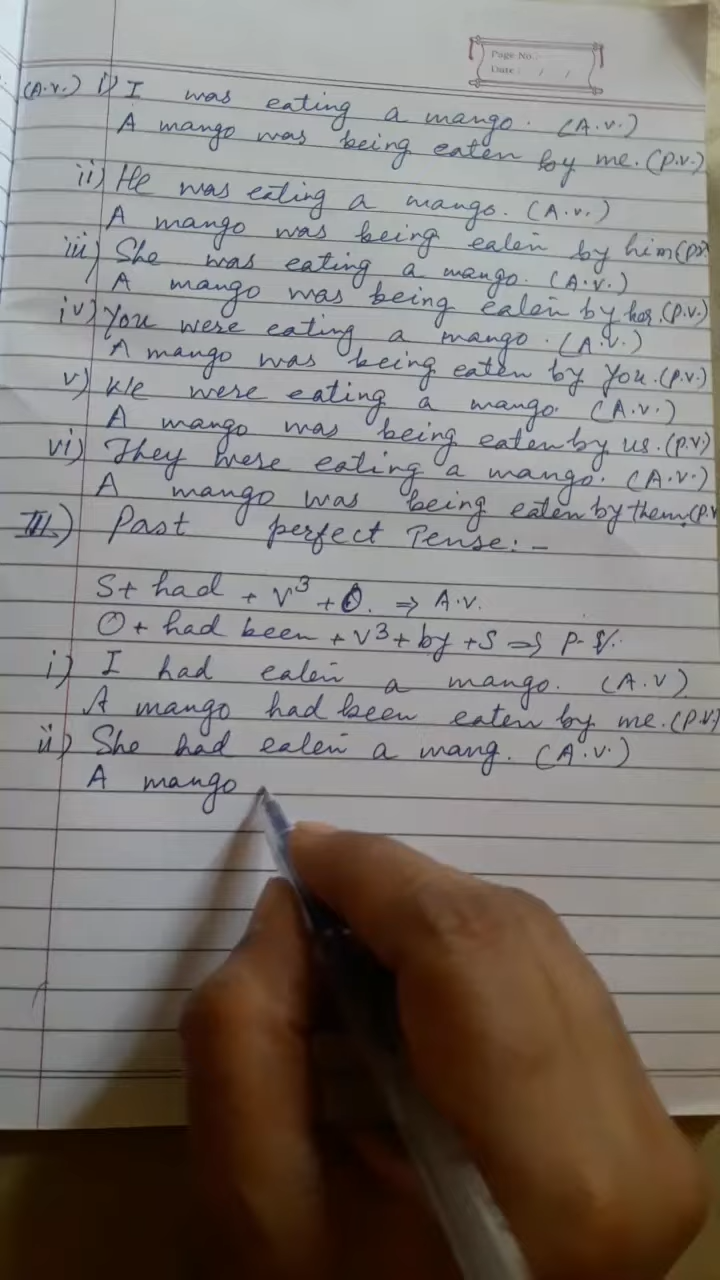 Page No.:
Date : / /
(A.V.) i) I was eating a mango. (A.V.)
A mango was being eaten by me. (P.V.)
ii) He was eating a mango. (A.V.)
A mango was being eaten by him (P.V.
iii) She was eating a mango. (A.V.)
A mango was being eaten by her. (P.V.)
iv) You were eating a mango. (A.V.)
A mango was being eaten by you. (P.V.)
v) We were eating a mango. (A.V.)
A mango was being eaten by us. (P.V.)
vi) They were eating a mango. (A.V.)
A mango was being eaten by them. (P.V
III.) Past perfect Tense:-
S + had + V³ + O. ⇒ A.V.
O + had been + V³ + by + S ⇒ P.V.
i) I had eaten a mango. (A.V)
A mango had been eaten by me. (P.V)
ii) She had eaten a mang. (A.V.)
A mango